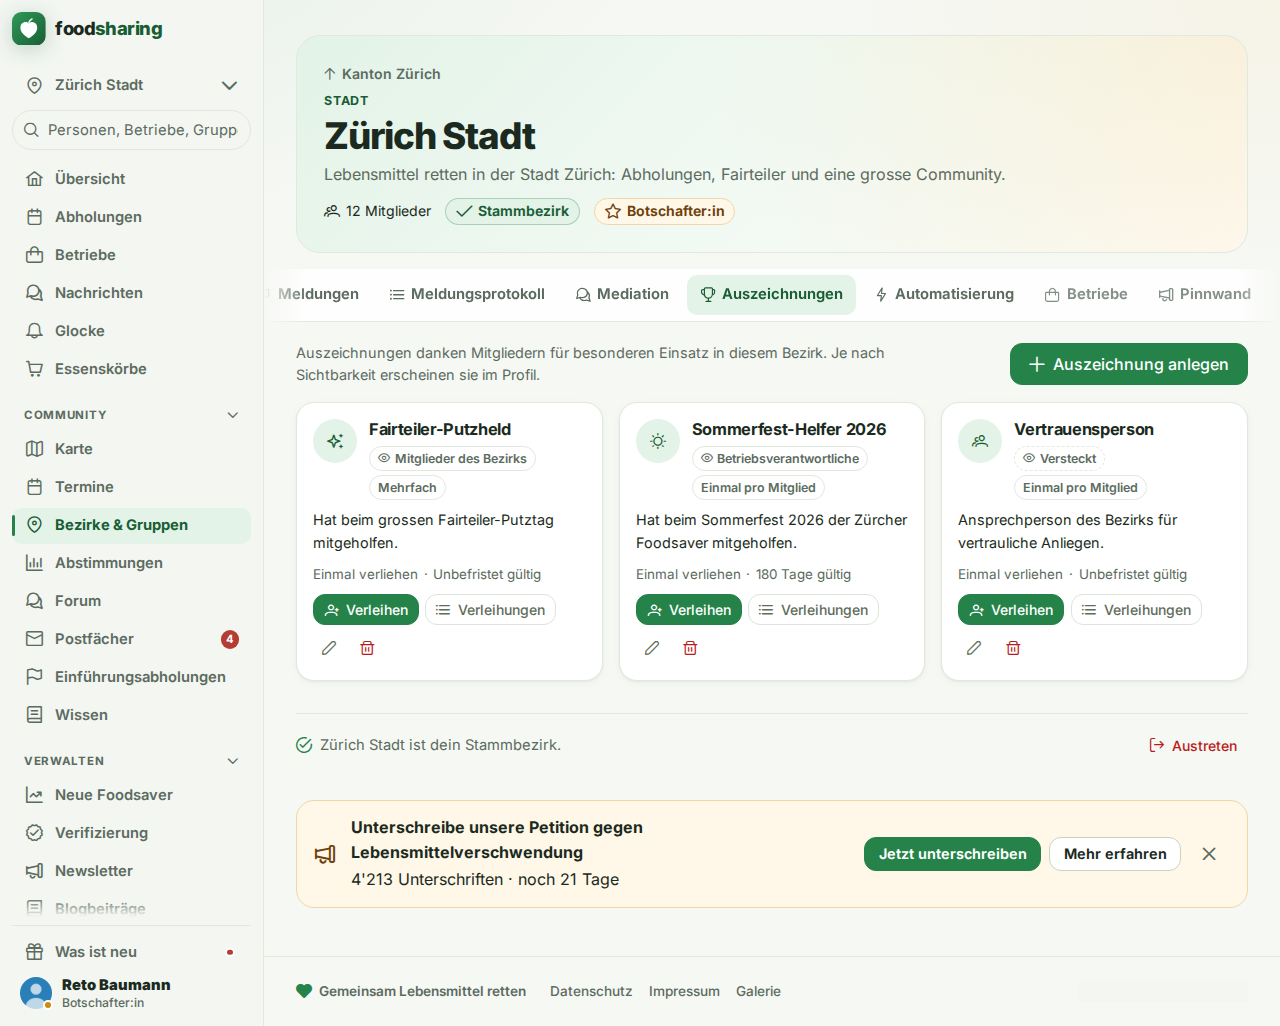 foodsharing
Zürich Stadt
Personen, Betriebe, Grupp
Übersicht
Abholungen
Betriebe
Nachrichten
Glocke
Essenskörbe
COMMUNITY
Karte
Termine
Bezirke & Gruppen
Abstimmungen
Forum
Postfächer 4
Einführungsabholungen
Wissen
VERWALTEN
Neue Foodsaver
Verifizierung
Newsletter
Blogbeiträge
Was ist neu
Reto Baumann
Botschafter:in
Kanton Zürich
STADT
Zürich Stadt
Lebensmittel retten in der Stadt Zürich: Abholungen, Fairteiler und eine grosse Community.
12 Mitglieder Stammbezirk Botschafter:in
Meldungen Meldungsprotokoll Mediation Auszeichnungen Automatisierung Betriebe Pinnwand
Auszeichnungen danken Mitgliedern für besonderen Einsatz in diesem Bezirk. Je nach
Sichtbarkeit erscheinen sie im Profil.
Auszeichnung anlegen
Fairteiler-Putzheld
Mitglieder des Bezirks
Mehrfach
Hat beim grossen Fairteiler-Putztag
mitgeholfen.
Einmal verliehen · Unbefristet gültig
Verleihen Verleihungen
Sommerfest-Helfer 2026
Betriebsverantwortliche
Einmal pro Mitglied
Hat beim Sommerfest 2026 der Zürcher
Foodsaver mitgeholfen.
Einmal verliehen · 180 Tage gültig
Verleihen Verleihungen
Vertrauensperson
Versteckt
Einmal pro Mitglied
Ansprechperson des Bezirks für
vertrauliche Anliegen.
Einmal verliehen · Unbefristet gültig
Verleihen Verleihungen
Zürich Stadt ist dein Stammbezirk.
Austreten
Unterschreibe unsere Petition gegen
Lebensmittelverschwendung
4'213 Unterschriften · noch 21 Tage
Jetzt unterschreiben Mehr erfahren
Gemeinsam Lebensmittel retten Datenschutz Impressum Galerie